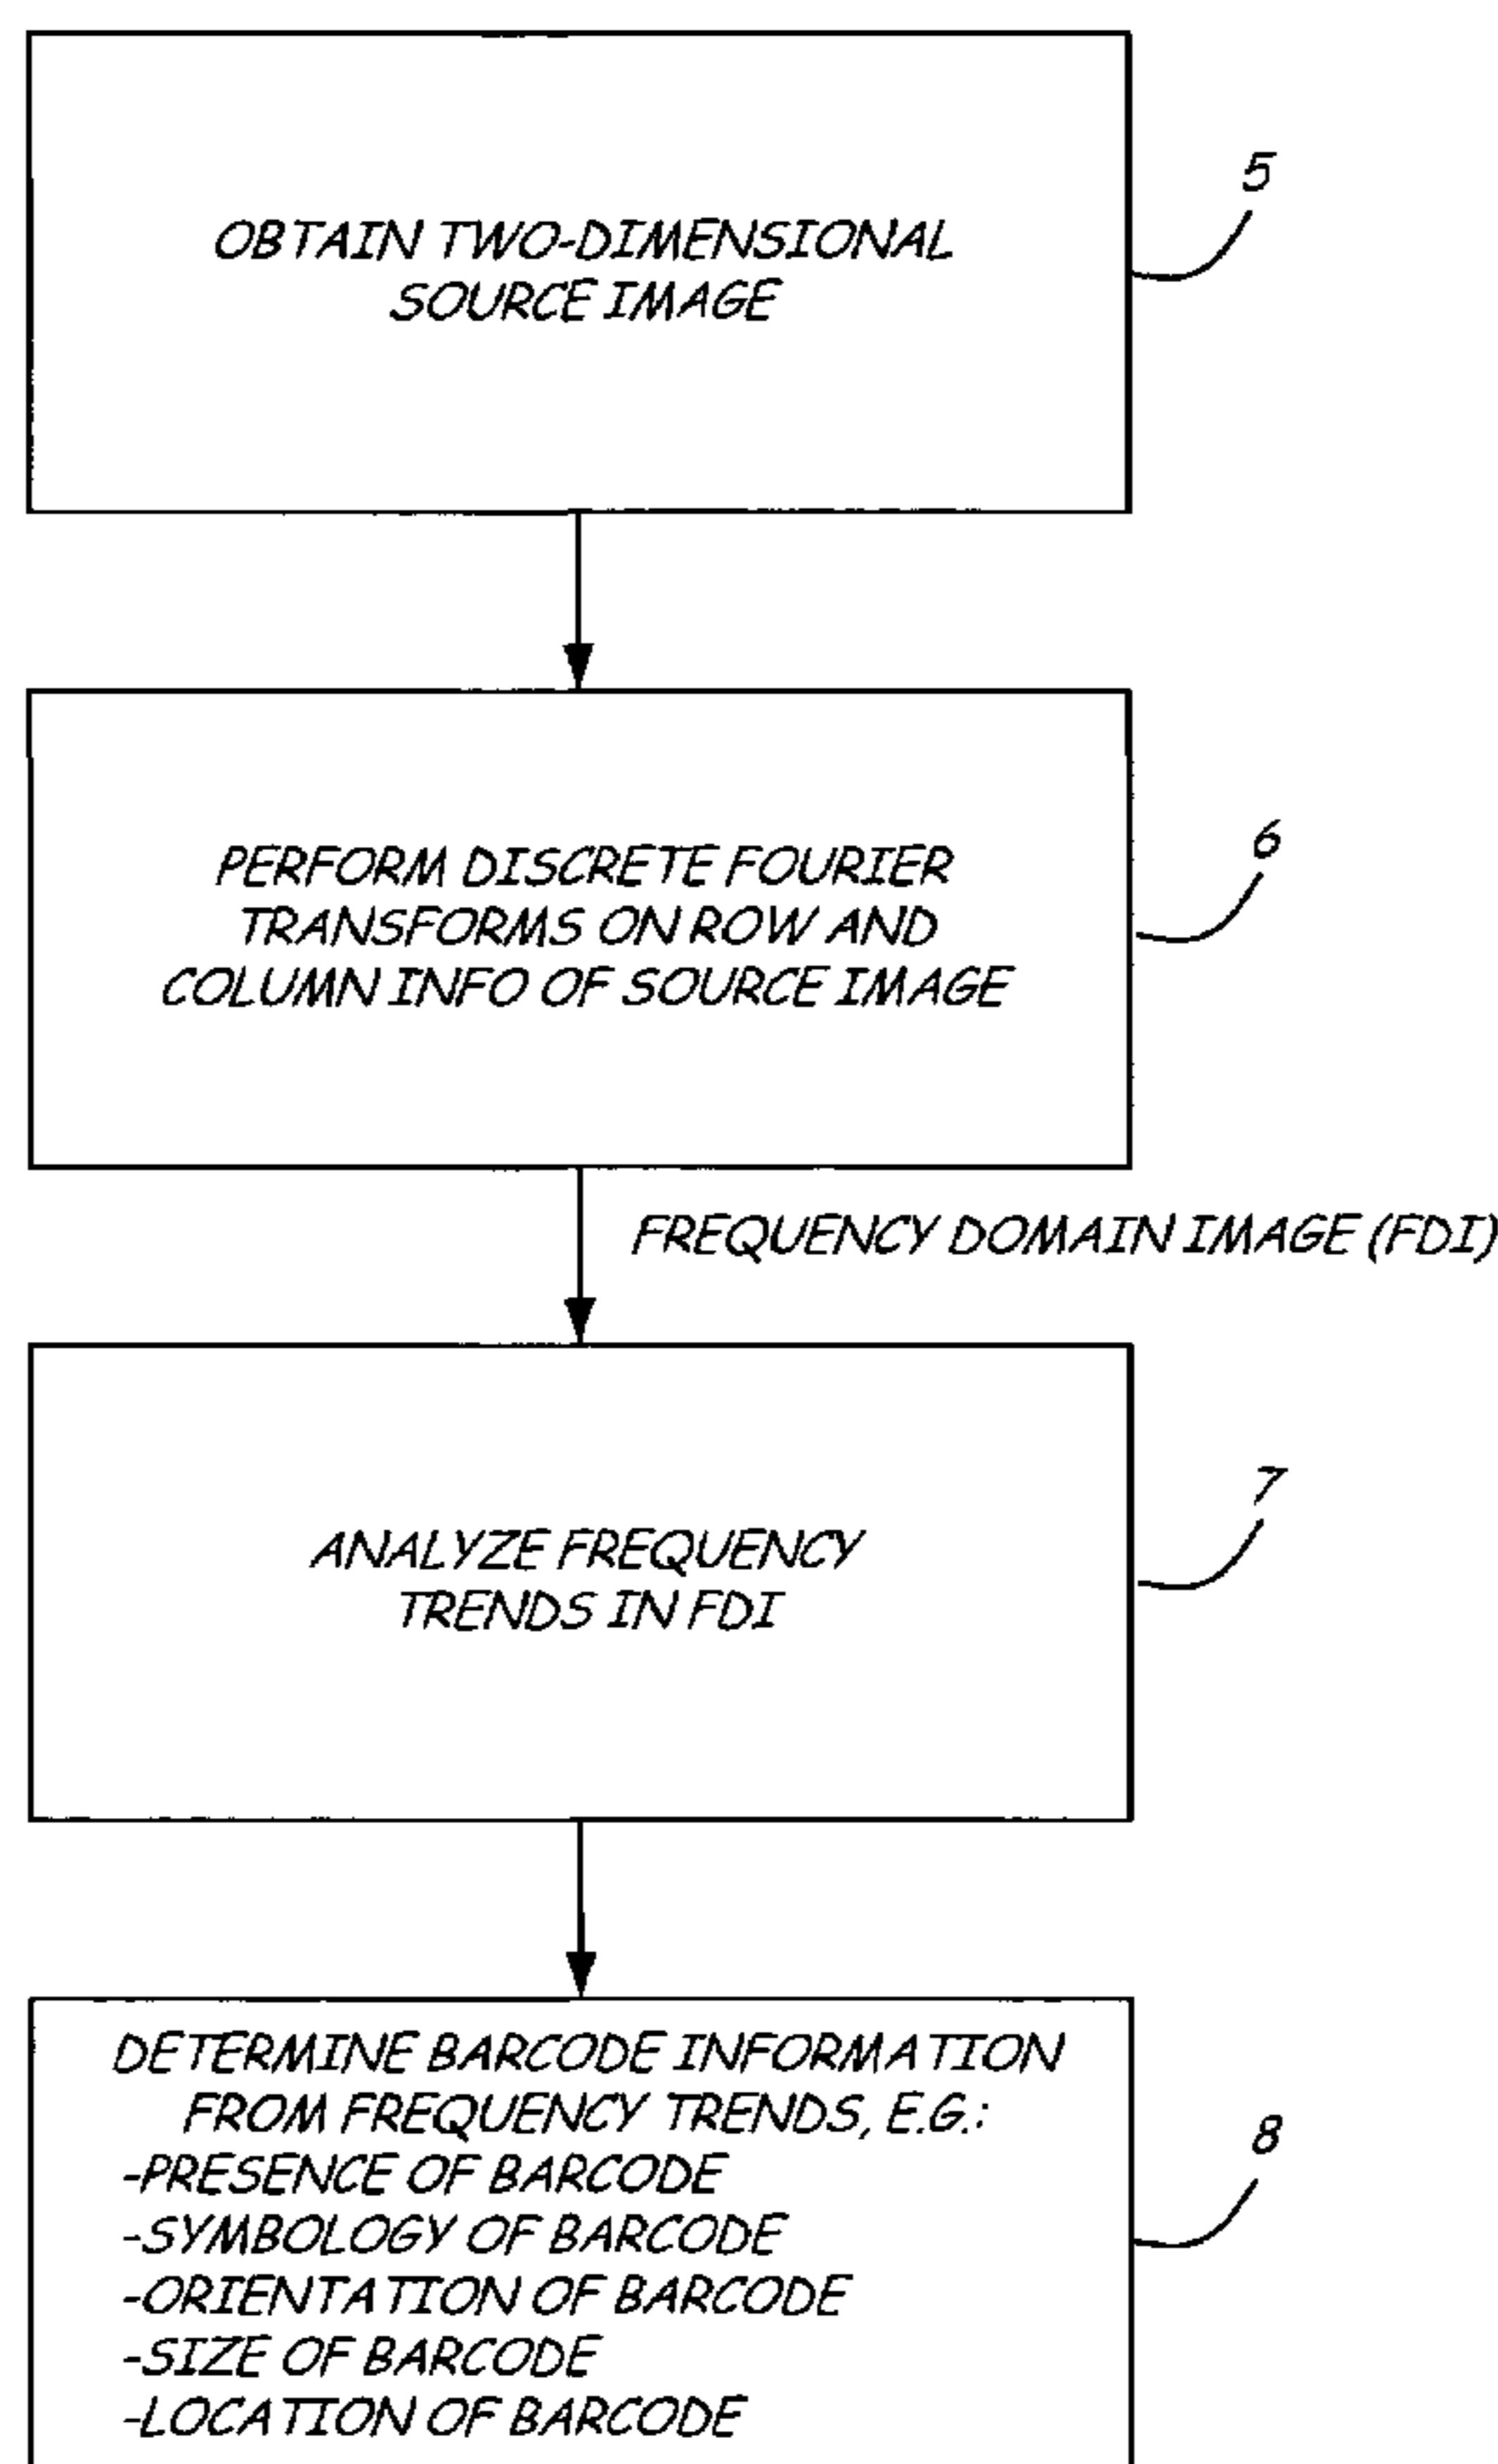 OBTAIN TWO-DIMENSIONAL
SOURCE IMAGE
5
PERFORM DISCRETE FOURIER
TRANSFORMS ON ROW AND
COLUMN INFO OF SOURCE IMAGE
6
FREQUENCY DOMAIN IMAGE (FDI)
ANALYZE FREQUENCY
TRENDS IN FDI
7
DETERMINE BARCODE INFORMATION
FROM FREQUENCY TRENDS, E.G.:
-PRESENCE OF BARCODE
-SYMBOLOGY OF BARCODE
-ORIENTATION OF BARCODE
-SIZE OF BARCODE
-LOCATION OF BARCODE
8